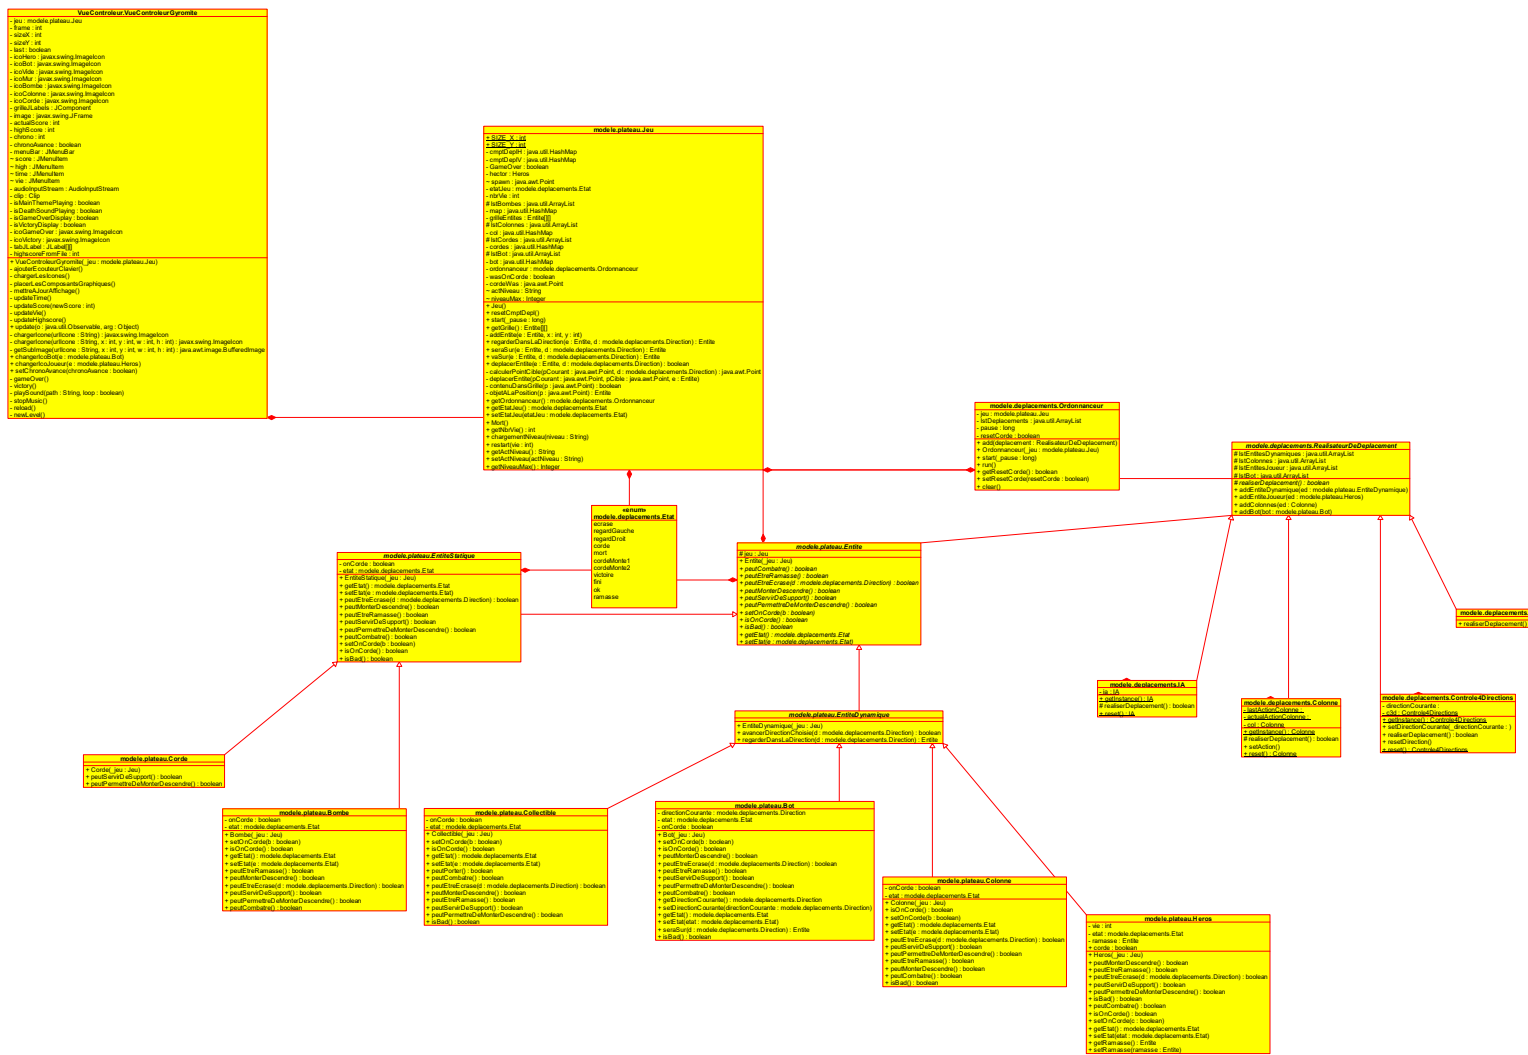 VueControleur.VueControleurGyromite
- jeu : modele.plateau.Jeu
- frame : int
- sizeX : int
- sizeY : int
- last : boolean
- icoHero : javax.swing.ImageIcon
- icoBot : javax.swing.ImageIcon
- icoVide : javax.swing.ImageIcon
- icoMur : javax.swing.ImageIcon
- icoBombe : javax.swing.ImageIcon
- icoColonne : javax.swing.ImageIcon
- icoCorde : javax.swing.ImageIcon
- grilleJLabels : JComponent
- image : javax.swing.JFrame
- actualScore : int
- highScore : int
- chrono : int
- chronoAvance : boolean
- menuBar : JMenuBar
~ score : JMenuItem
~ high : JMenuItem
~ time : JMenuItem
~ vie : JMenuItem
- audioInputStream : AudioInputStream
- clip : Clip
- isMainThemePlaying : boolean
- isDeathSoundPlaying : boolean
- isGameOverDisplay : boolean
- isVictoryDisplay : boolean
- icoGameOver : javax.swing.ImageIcon
- icoVictory : javax.swing.ImageIcon
- tabJLabel : JLabel[][]
- highscoreFromFile : int
+ VueControleurGyromite(_jeu : modele.plateau.Jeu)
- ajouterEcouteurClavier()
- chargerLesIcones()
- placerLesComposantsGraphiques()
- mettreAJourAffichage()
- updateTime()
- updateScore(newScore : int)
- updateVie()
- updateHighscore()
+ update(o : java.util.Observable, arg : Object)
- chargerIcone(urlIcone : String) : javax.swing.ImageIcon
- chargerIcone(urlIcone : String, x : int, y : int, w : int, h : int) : javax.swing.ImageIcon
- getSubImage(urlIcone : String, x : int, y : int, w : int, h : int) : java.awt.image.BufferedImage
+ changerIcoBot(e : modele.plateau.Bot)
+ changerIcoJoueur(e : modele.plateau.Heros)
+ setChronoAvance(chronoAvance : boolean)
- gameOver()
- victory()
- playSound(path : String, loop : boolean)
- stopMusic()
- reload()
- newLevel()
modele.plateau.Jeu
+ SIZE_X : int
+ SIZE_Y : int
- cmptDeplH : java.util.HashMap
- cmptDeplV : java.util.HashMap
- GameOver : boolean
- hector : Heros
~ spawn : java.awt.Point
- etatJeu : modele.deplacements.Etat
- nbrVie : int
# lstBombes : java.util.ArrayList
- map : java.util.HashMap
- grilleEntites : Entite[][]
# lstColonnes : java.util.ArrayList
- col : java.util.HashMap
# lstCordes : java.util.ArrayList
- cordes : java.util.HashMap
# lstBot : java.util.ArrayList
- bot : java.util.HashMap
- ordonnanceur : modele.deplacements.Ordonnanceur
- wasOnCorde : boolean
- cordeWas : java.awt.Point
~ actNiveau : String
~ niveauMax : Integer
+ Jeu()
+ resetCmptDepl()
+ start(_pause : long)
+ getGrille() : Entite[][]
- addEntite(e : Entite, x : int, y : int)
+ regarderDansLaDirection(e : Entite, d : modele.deplacements.Direction) : Entite
+ seraSur(e : Entite, d : modele.deplacements.Direction) : Entite
+ vaSur(e : Entite, d : modele.deplacements.Direction) : Entite
+ deplacerEntite(e : Entite, d : modele.deplacements.Direction) : boolean
- calculerPointCible(pCourant : java.awt.Point, d : modele.deplacements.Direction) : java.awt.Point
- deplacerEntite(pCourant : java.awt.Point, pCible : java.awt.Point, e : Entite)
- contenuDansGrille(p : java.awt.Point) : boolean
- objetALaPosition(p : java.awt.Point) : Entite
+ getOrdonnanceur() : modele.deplacements.Ordonnanceur
+ getEtatJeu() : modele.deplacements.Etat
+ setEtatJeu(etatJeu : modele.deplacements.Etat)
+ Mort()
+ getNbrVie() : int
+ chargementNiveau(niveau : String)
+ restart(vie : int)
+ getActNiveau() : String
+ setActNiveau(actNiveau : String)
+ getNiveauMax() : Integer
modele.deplacements.Ordonnanceur
- jeu : modele.plateau.Jeu
- lstDeplacements : java.util.ArrayList
- pause : long
- resetCorde : boolean
+ add(deplacement : RealisateurDeDeplacement)
+ Ordonnanceur(_jeu : modele.plateau.Jeu)
+ start(_pause : long)
+ run()
+ getResetCorde() : boolean
+ setResetCorde(resetCorde : boolean)
+ clear()
modele.deplacements.RealisateurDeDeplacement
# lstEntitesDynamiques : java.util.ArrayList
# lstColonnes : java.util.ArrayList
# lstEntitesJoueur : java.util.ArrayList
# lstBot : java.util.ArrayList
# realiserDeplacement() : boolean
+ addEntiteDynamique(ed : modele.plateau.EntiteDynamique)
+ addEntiteJoueur(ed : modele.plateau.Heros)
+ addColonnes(ed : Colonne)
+ addBot(bot : modele.plateau.Bot)
«enum»
modele.deplacements.Etat
ecrase
regardGauche
regardDroit
corde
mort
cordeMonte1
cordeMonte2
victoire
fini
ok
ramasse
modele.plateau.EntiteStatique
- onCorde : boolean
- etat : modele.deplacements.Etat
+ EntiteStatique(_jeu : Jeu)
+ getEtat() : modele.deplacements.Etat
+ setEtat(e : modele.deplacements.Etat)
+ peutEtreEcrase(d : modele.deplacements.Direction) : boolean
+ peutMonterDescendre() : boolean
+ peutEtreRamasse() : boolean
+ peutServirDeSupport() : boolean
+ peutPermettreDeMonterDescendre() : boolean
+ peutCombatre() : boolean
+ setOnCorde(b : boolean)
+ isOnCorde() : boolean
+ isBad() : boolean
modele.plateau.Entite
# jeu : Jeu
+ Entite(_jeu : Jeu)
+ peutCombatre() : boolean
+ peutEtreRamasse() : boolean
+ peutEtreEcrase(d : modele.deplacements.Direction) : boolean
+ peutMonterDescendre() : boolean
+ peutServirDeSupport() : boolean
+ peutPermettreDeMonterDescendre() : boolean
+ setOnCorde(b : boolean)
+ isOnCorde() : boolean
+ isBad() : boolean
+ getEtat() : modele.deplacements.Etat
+ setEtat(e : modele.deplacements.Etat)
modele.deplacements.
+ realiserDeplacement()
modele.deplacements.IA
- ia : IA
+ getInstance() : IA
# realiserDeplacement() : boolean
+ reset() : IA
modele.deplacements.Colonne
- lastActionColonne :
- actualActionColonne :
- col : Colonne
+ getInstance() : Colonne
# realiserDeplacement() : boolean
+ setAction()
+ reset() : Colonne
modele.deplacements.Controle4Directions
- directionCourante :
- c3d : Controle4Directions
+ getInstance() : Controle4Directions
+ setDirectionCourante(_directionCourante : )
+ realiserDeplacement() : boolean
+ resetDirection()
+ reset() : Controle4Directions
modele.plateau.EntiteDynamique
+ EntiteDynamique(_jeu : Jeu)
+ avancerDirectionChoisie(d : modele.deplacements.Direction) : boolean
+ regarderDansLaDirection(d : modele.deplacements.Direction) : Entite
modele.plateau.Corde
+ Corde(_jeu : Jeu)
+ peutServirDeSupport() : boolean
+ peutPermettreDeMonterDescendre() : boolean
modele.plateau.Bombe
- onCorde : boolean
- etat : modele.deplacements.Etat
+ Bombe(_jeu : Jeu)
+ setOnCorde(b : boolean)
+ isOnCorde() : boolean
+ getEtat() : modele.deplacements.Etat
+ setEtat(e : modele.deplacements.Etat)
+ peutEtreRamasse() : boolean
+ peutMonterDescendre() : boolean
+ peutEtreEcrase(d : modele.deplacements.Direction) : boolean
+ peutServirDeSupport() : boolean
+ peutPermettreDeMonterDescendre() : boolean
+ peutCombatre() : boolean
modele.plateau.Collectible
- onCorde : boolean
- etat : modele.deplacements.Etat
+ Collectible(_jeu : Jeu)
+ setOnCorde(b : boolean)
+ isOnCorde() : boolean
+ getEtat() : modele.deplacements.Etat
+ setEtat(e : modele.deplacements.Etat)
+ peutPorter() : boolean
+ peutCombatre() : boolean
+ peutEtreEcrase(d : modele.deplacements.Direction) : boolean
+ peutMonterDescendre() : boolean
+ peutEtreRamasse() : boolean
+ peutServirDeSupport() : boolean
+ peutPermettreDeMonterDescendre() : boolean
+ isBad() : boolean
modele.plateau.Bot
- directionCourante : modele.deplacements.Direction
- etat : modele.deplacements.Etat
- onCorde : boolean
+ Bot(_jeu : Jeu)
+ setOnCorde(b : boolean)
+ isOnCorde() : boolean
+ peutMonterDescendre() : boolean
+ peutEtreEcrase(d : modele.deplacements.Direction) : boolean
+ peutEtreRamasse() : boolean
+ peutServirDeSupport() : boolean
+ peutPermettreDeMonterDescendre() : boolean
+ peutCombatre() : boolean
+ getDirectionCourante() : modele.deplacements.Direction
+ setDirectionCourante(directionCourante : modele.deplacements.Direction)
+ getEtat() : modele.deplacements.Etat
+ setEtat(etat : modele.deplacements.Etat)
+ seraSur(d : modele.deplacements.Direction) : Entite
+ isBad() : boolean
modele.plateau.Colonne
- onCorde : boolean
- etat : modele.deplacements.Etat
+ Colonne(_jeu : Jeu)
+ isOnCorde() : boolean
+ setOnCorde(b : boolean)
+ getEtat() : modele.deplacements.Etat
+ setEtat(e : modele.deplacements.Etat)
+ peutEtreEcrase(d : modele.deplacements.Direction) : boolean
+ peutServirDeSupport() : boolean
+ peutPermettreDeMonterDescendre() : boolean
+ peutEtreRamasse() : boolean
+ peutMonterDescendre() : boolean
+ peutCombatre() : boolean
+ isBad() : boolean
modele.plateau.Heros
- vie : int
- etat : modele.deplacements.Etat
- ramasse : Entite
+ corde : boolean
+ Heros(_jeu : Jeu)
+ peutMonterDescendre() : boolean
+ peutEtreRamasse() : boolean
+ peutEtreEcrase(d : modele.deplacements.Direction) : boolean
+ peutServirDeSupport() : boolean
+ peutPermettreDeMonterDescendre() : boolean
+ isBad() : boolean
+ peutCombatre() : boolean
+ isOnCorde() : boolean
+ setOnCorde(c : boolean)
+ getEtat() : modele.deplacements.Etat
+ setEtat(etat : modele.deplacements.Etat)
+ getRamasse() : Entite
+ setRamasse(ramasse : Entite)